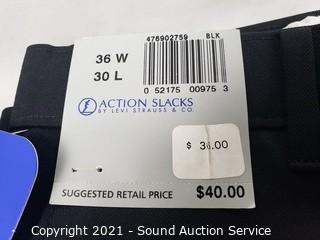 476902759 BLK
36 W
30 L
0 52175 00975 3
ACTION SLACKS
BY LEVI STRAUSS & CO.
$ 36.00
SUGGESTED RETAIL PRICE $40.00
Copyright 2021 - Sound Auction Service